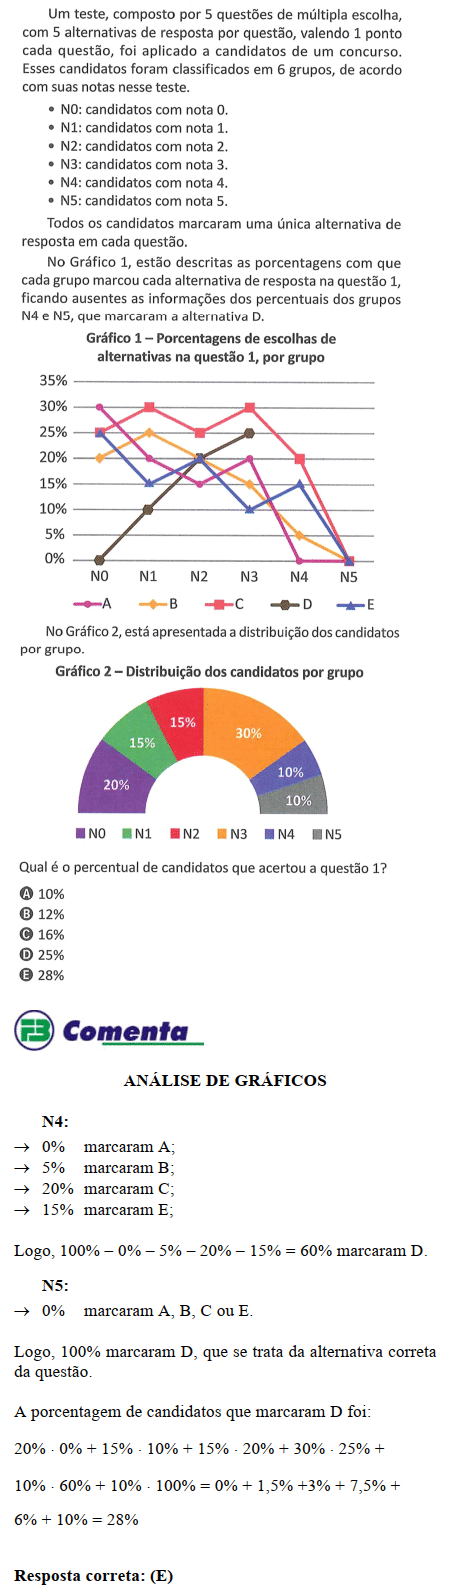 Um teste, composto por 5 questões de múltipla escolha,
com 5 alternativas de resposta por questão, valendo 1 ponto
cada questão, foi aplicado a candidatos de um concurso.
Esses candidatos foram classificados em 6 grupos, de acordo
com suas notas nesse teste.
• N0: candidatos com nota 0.
• N1: candidatos com nota 1.
• N2: candidatos com nota 2.
• N3: candidatos com nota 3.
• N4: candidatos com nota 4.
• N5: candidatos com nota 5.
Todos os candidatos marcaram uma única alternativa de
resposta em cada questão.
No Gráfico 1, estão descritas as porcentagens com que
cada grupo marcou cada alternativa de resposta na questão 1,
ficando ausentes as informações dos percentuais dos grupos
N4 e N5, que marcaram a alternativa D.
Gráfico 1 – Porcentagens de escolhas de
alternativas na questão 1, por grupo
35%
30%
25%
20%
15%
10%
5%
0%
N0 N1 N2 N3 N4 N5
A B C D E
No Gráfico 2, está apresentada a distribuição dos candidatos
por grupo.
Gráfico 2 – Distribuição dos candidatos por grupo
20% 15% 15% 30% 10% 10%
N0 N1 N2 N3 N4 N5
Qual é o percentual de candidatos que acertou a questão 1?
A 10%
B 12%
C 16%
D 25%
E 28%
FB Comenta
ANÁLISE DE GRÁFICOS
N4:
→ 0% marcaram A;
→ 5% marcaram B;
→ 20% marcaram C;
→ 15% marcaram E;
Logo, 100% – 0% – 5% – 20% – 15% = 60% marcaram D.
N5:
→ 0% marcaram A, B, C ou E.
Logo, 100% marcaram D, que se trata da alternativa correta
da questão.
A porcentagem de candidatos que marcaram D foi:
20% · 0% + 15% · 10% + 15% · 20% + 30% · 25% +
10% · 60% + 10% · 100% = 0% + 1,5% +3% + 7,5% +
6% + 10% = 28%
Resposta correta: (E)